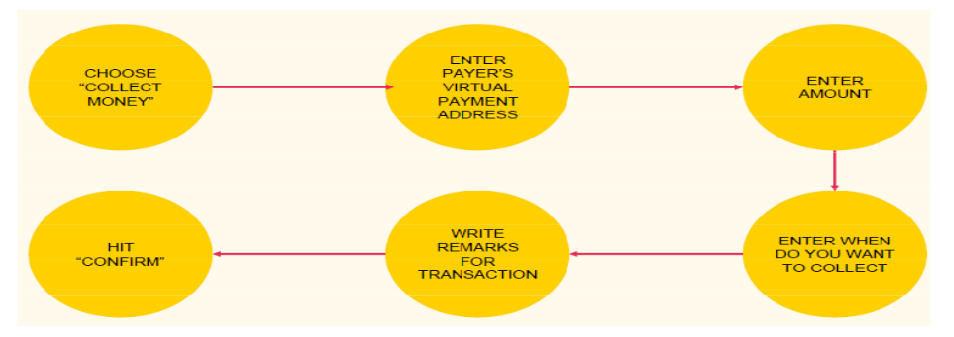 CHOOSE
“COLLECT
MONEY”
ENTER
PAYER’S
VIRTUAL
PAYMENT
ADDRESS
ENTER
AMOUNT
ENTER WHEN
DO YOU WANT
TO COLLECT
WRITE
REMARKS
FOR
TRANSACTION
HIT
“CONFIRM”